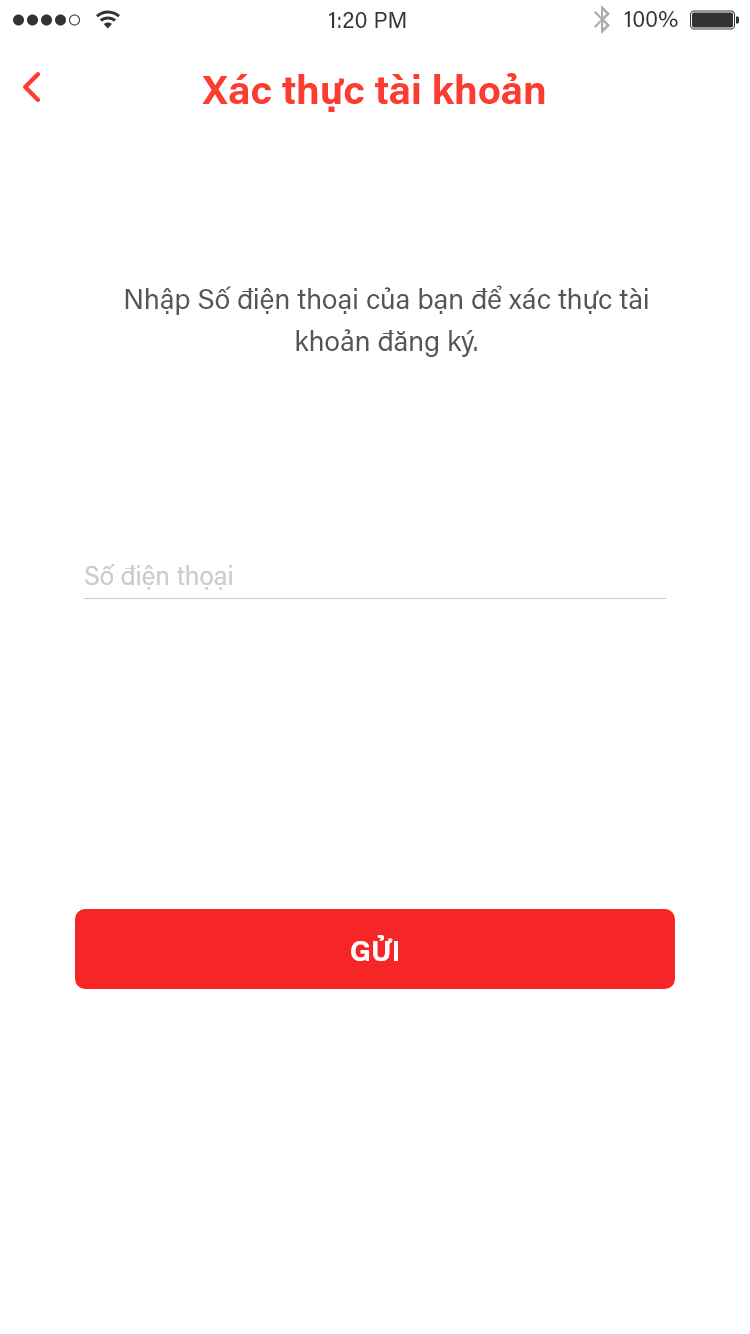 1:20 PM 100%
Xác thực tài khoản
Nhập Số điện thoại của bạn để xác thực tài
khoản đăng ký.
Số điện thoại
GỬI